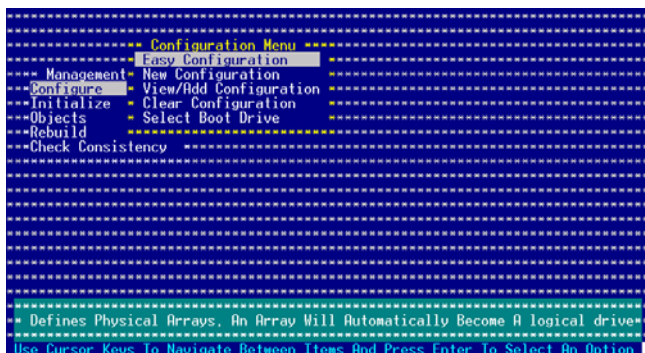 Configuration Menu
Easy Configuration
Management
New Configuration
Configure
View/Add Configuration
Initialize
Clear Configuration
Objects
Select Boot Drive
Rebuild
Check Consistency
Defines Physical Arrays, An Array Will Automatically Become A logical drive
Use Cursor Keys To Navigate Between Items And Press Enter To Select An Option